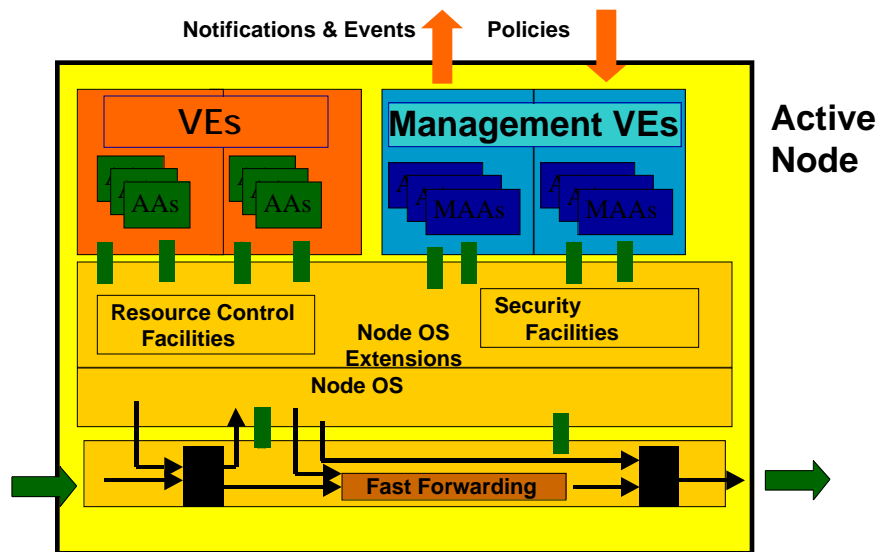 Notifications & Events
Policies
Active
Node
VEs
Management VEs
A
A
AAs
A
A
AAs
A
A
MAAs
A
A
MAAs
Resource Control
Facilities
Security
Facilities
Node OS
Extensions
Node OS
Fast Forwarding